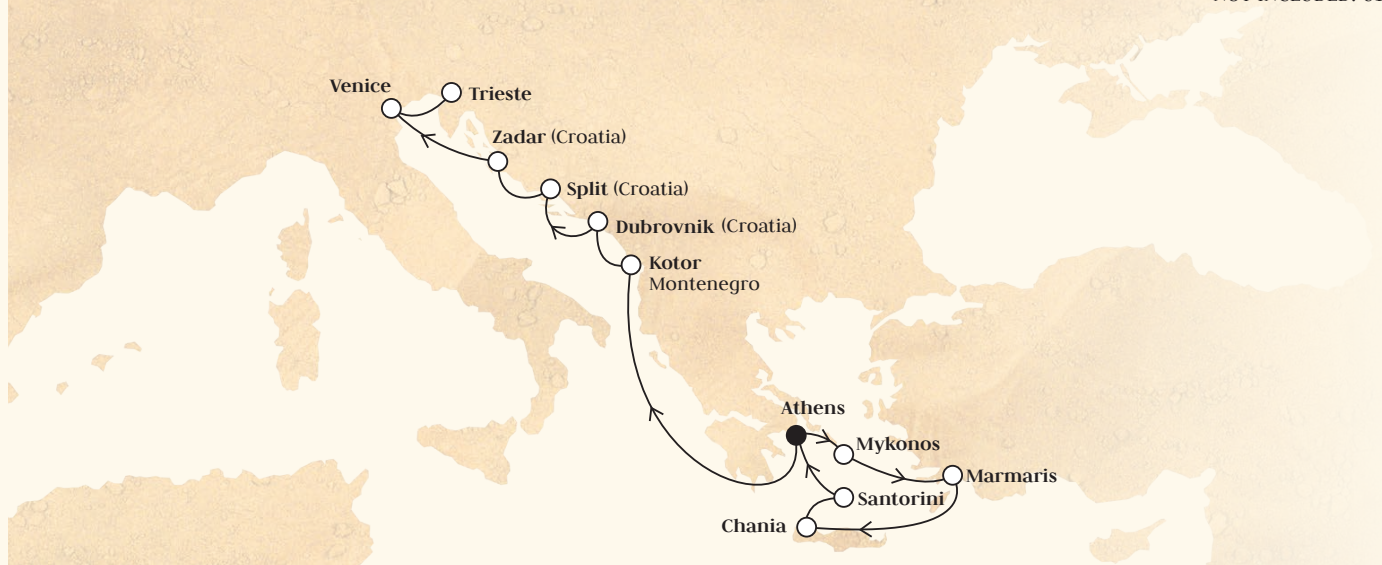 Venice
Trieste
Zadar (Croatia)
Split (Croatia)
Dubrovnik (Croatia)
Kotor
Montenegro
Athens
Mykonos
Marmaris
Santorini
Chania